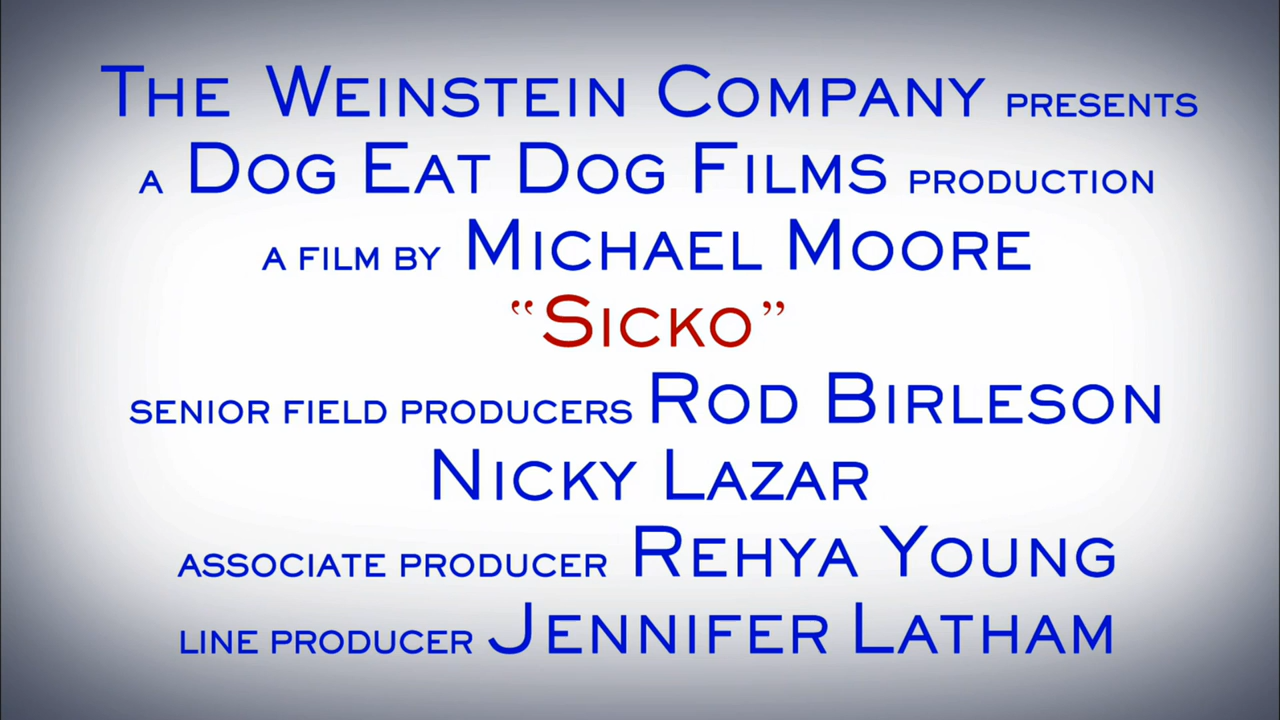 The Weinstein Company presents
a Dog Eat Dog Films production
a film by Michael Moore
“Sicko”
senior field producers Rod Birleson
Nicky Lazar
associate producer Rehya Young
line producer Jennifer Latham